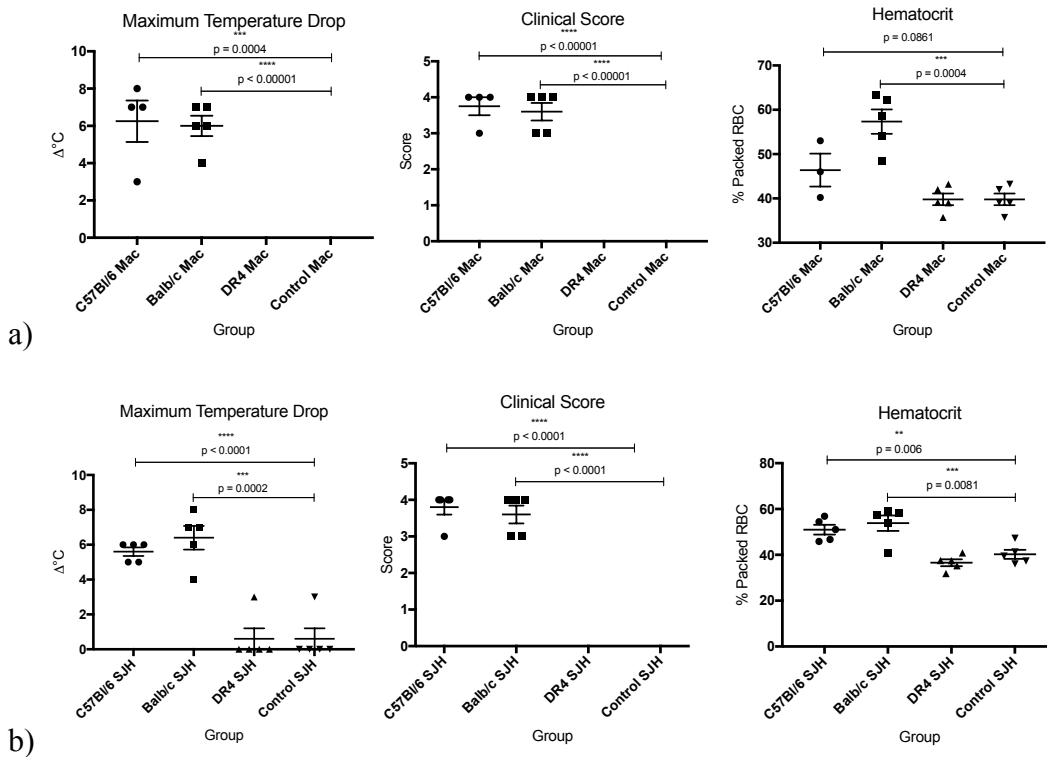 Maximum Temperature Drop
***
p = 0.0004
****
p < 0.00001
10
8
6
4
2
0
Δ°C
C57Bl/6 Mac
Balb/c Mac
DR4 Mac
Control Mac
Group
Clinical Score
****
p < 0.00001
****
p < 0.00001
5
4
3
2
1
0
Score
C57Bl/6 Mac
Balb/c Mac
DR4 Mac
Control Mac
Group
Hematocrit
p = 0.0861
***
p = 0.0004
70
60
50
40
30
% Packed RBC
C57Bl/6 Mac
Balb/c Mac
DR4 Mac
Control Mac
Group
a)
Maximum Temperature Drop
****
p < 0.0001
***
p = 0.0002
10
8
6
4
2
0
Δ°C
C57Bl/6 SJH
Balb/c SJH
DR4 SJH
Control SJH
Group
Clinical Score
****
p < 0.0001
****
p < 0.0001
5
4
3
2
1
0
Score
C57Bl/6 SJH
Balb/c SJH
DR4 SJH
Control SJH
Group
Hematocrit
**
p = 0.006
***
p = 0.0081
80
60
40
20
0
% Packed RBC
C57Bl/6 SJH
Balb/c SJH
DR4 SJH
Control SJH
Group
b)